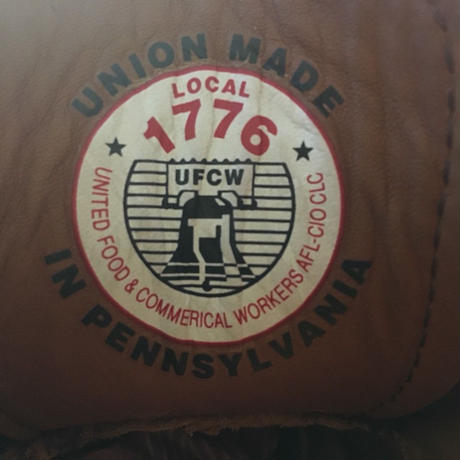 UNION MADE
LOCAL
1776
UFCW
UNITED FOOD & COMMERICAL WORKERS AFL-CIO CLC
IN PENNSYLVANIA